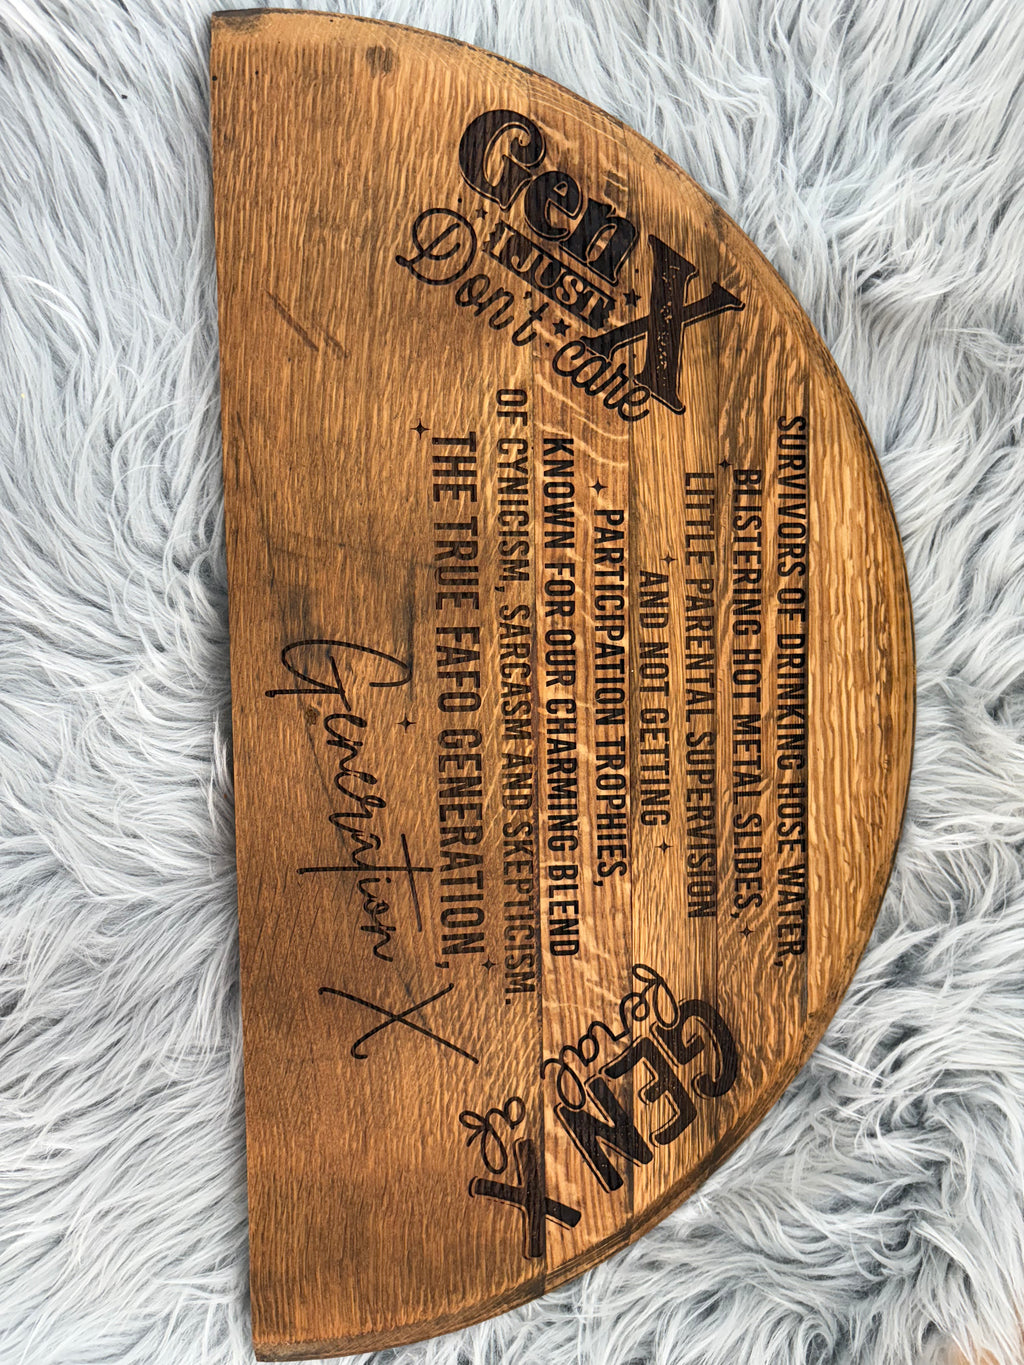 Gen X
I JUST
Don't care
SURVIVORS OF DRINKING HOSE WATER,
BLISTERING HOT METAL SLIDES,
LITTLE PARENTAL SUPERVISION
AND NOT GETTING
PARTICIPATION TROPHIES,
KNOWN FOR OUR CHARMING BLEND
OF CYNICISM, SARCASM AND SKEPTICISM.
THE TRUE FAFO GENERATION,
Generation X
GEN X